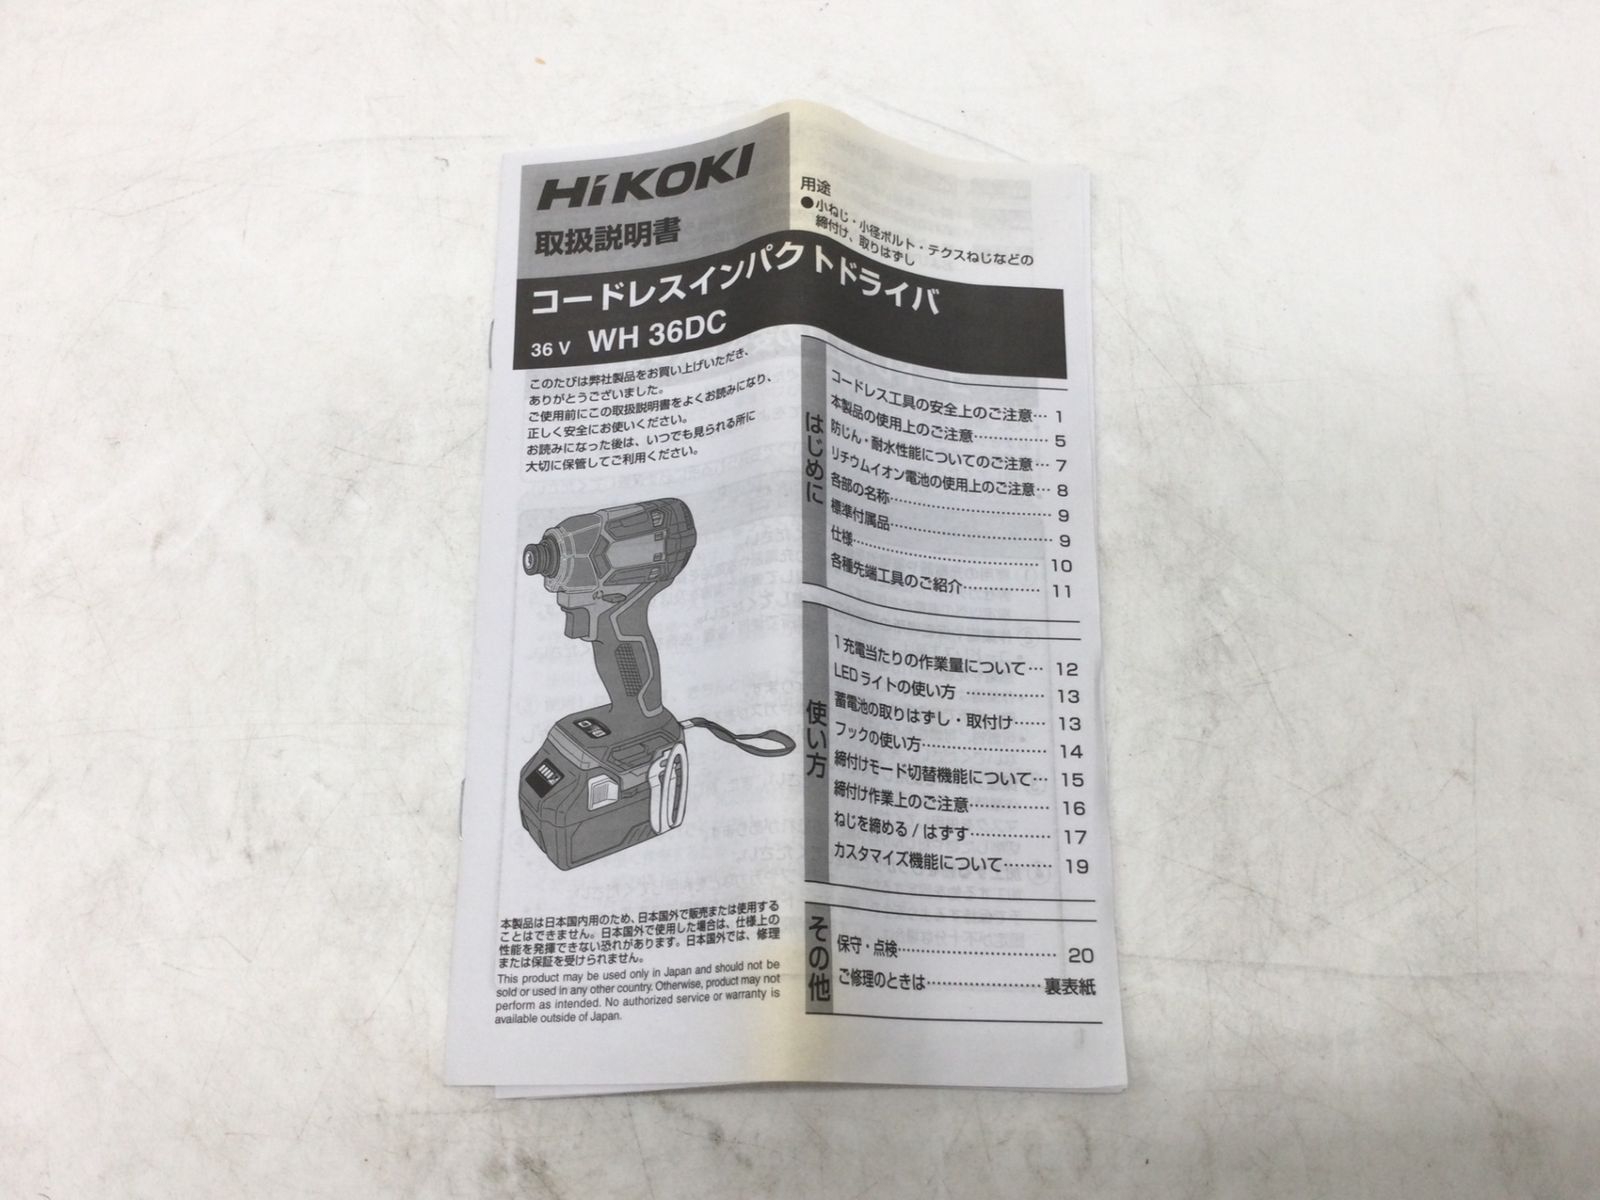 HiKOKI
取扱説明書
用途
●小ねじ・小径ボルト・テクスねじなどの
締付け、取りはずし
コードレスインパクトドライバ
36 V WH 36DC
このたびは弊社製品をお買い上げいただき、
ありがとうございました。
ご使用前にこの取扱説明書をよくお読みになり、
正しく安全にお使いください。
お読みになった後は、いつでも見られる所に
大切に保管してご利用ください。
本製品は日本国内用のため、日本国外で販売または使用する
ことはできません。日本国外で使用した場合は、仕様上の
性能を発揮できない恐れがあります。日本国外では、修理
または保証を受けられません。
This product may be used only in Japan and should not be
sold or used in any other country. Otherwise, product may not
perform as intended. No authorized service or warranty is
available outside of Japan.
はじめに
コードレス工具の安全上のご注意… 1
本製品の使用上のご注意………… 5
防じん・耐水性能についてのご注意… 7
リチウムイオン電池の使用上のご注意… 8
各部の名称………………………… 9
標準付属品………………………… 9
仕様………………………………… 10
各種先端工具のご紹介…………… 11
使い方
1充電当たりの作業量について… 12
LEDライトの使い方 …………… 13
蓄電池の取りはずし・取付け…… 13
フックの使い方…………………… 14
締付けモード切替機能について… 15
締付け作業上のご注意…………… 16
ねじを締める / はずす…………… 17
カスタマイズ機能について……… 19
その他
保守・点検………………………… 20
ご修理のときは…………………裏表紙